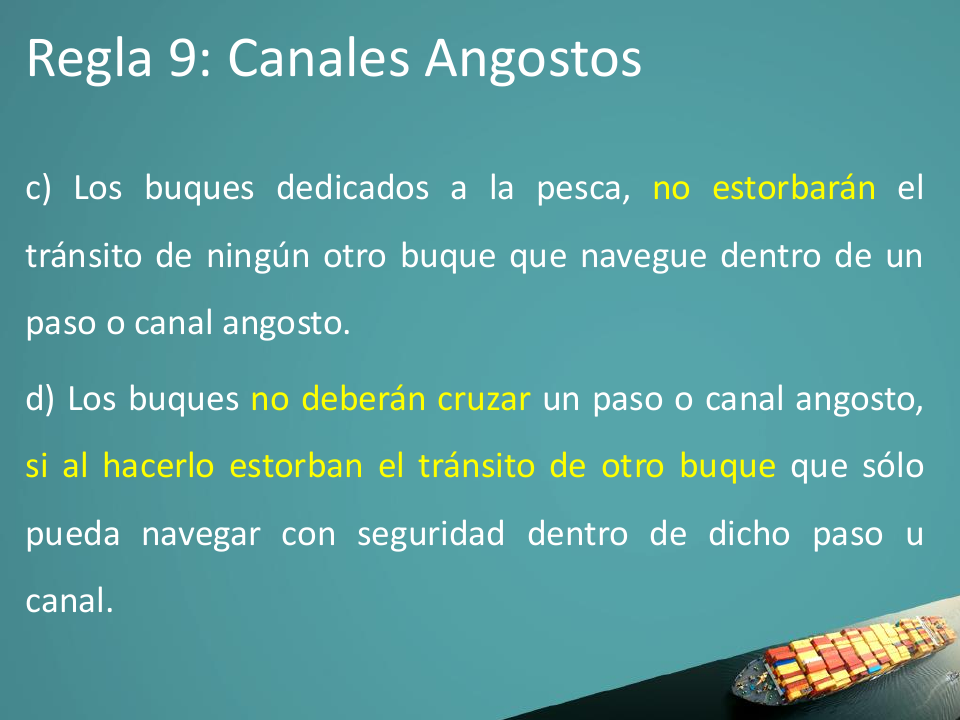 Regla 9: Canales Angostos
c) Los buques dedicados a la pesca, no estorbarán el
tránsito de ningún otro buque que navegue dentro de un
paso o canal angosto.
d) Los buques no deberán cruzar un paso o canal angosto,
si al hacerlo estorban el tránsito de otro buque que sólo
pueda navegar con seguridad dentro de dicho paso u
canal.